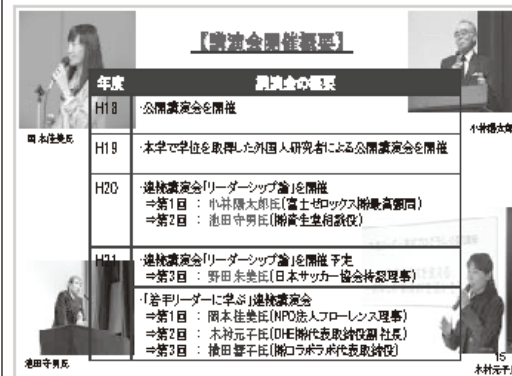 【講演会開催概要】
年度 講演会の概要
H18 ・公開講演会を開催
H19 ・本学で学位を取得した外国人研究者による公開講演会を開催
H20 ・連続講演会「リーダーシップ論」を開催
⇒第1回 : 小林陽太郎氏(富士ゼロックス㈱最高顧問)
⇒第2回 : 池田守男氏(㈱資生堂相談役)
H21 ・連続講演会「リーダーシップ論」を開催予定
⇒第3回 : 野田朱美氏(日本サッカー協会特認理事)
・「若手リーダーに学ぶ」連続講演会
⇒第1回 : 岡本佳美氏(NPO法人フローレンス理事)
⇒第2回 : 木村元子氏(㈱代表取締役副社長)
⇒第3回 : 横田響子氏(㈱コラボラボ代表取締役)
岡本佳美氏
小林陽太郎
池田守男氏
木村元子氏
15